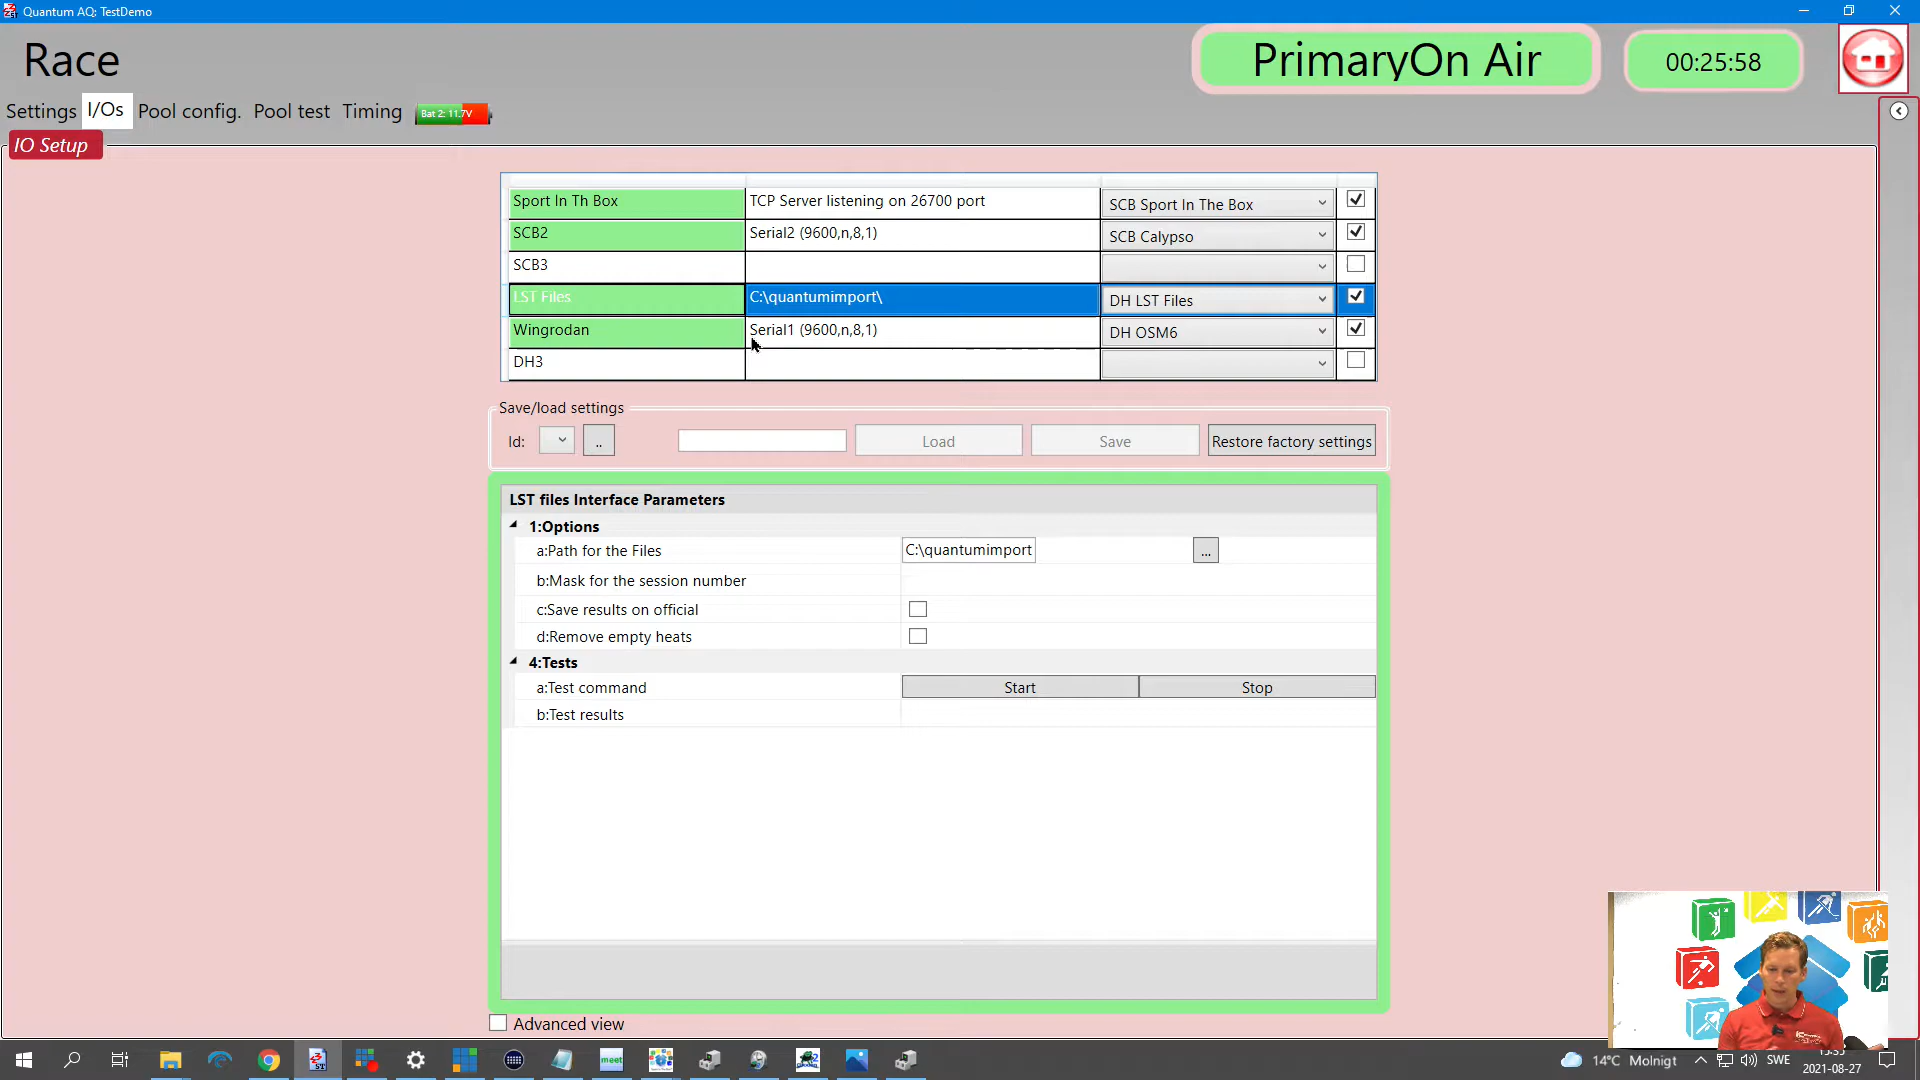 Quantum AQ: TestDemo
Race
PrimaryOn Air
00:25:58
Settings I/Os Pool config. Pool test Timing Bat 2: 11.7V
IO Setup
Sport In Th Box TCP Server listening on 26700 port SCB Sport In The Box
SCB2 Serial2 (9600,n,8,1) SCB Calypso
SCB3
LST Files C:\quantumimport\ DH LST Files
Wingrodan Serial1 (9600,n,8,1) DH OSM6
DH3
Save/load settings
Id: .. Load Save Restore factory settings
LST files Interface Parameters
1:Options
a:Path for the Files C:\quantumimport ...
b:Mask for the session number
c:Save results on official
d:Remove empty heats
4:Tests
a:Test command Start Stop
b:Test results
Advanced view
meet
14°C Molnigt SWE
2021-08-27